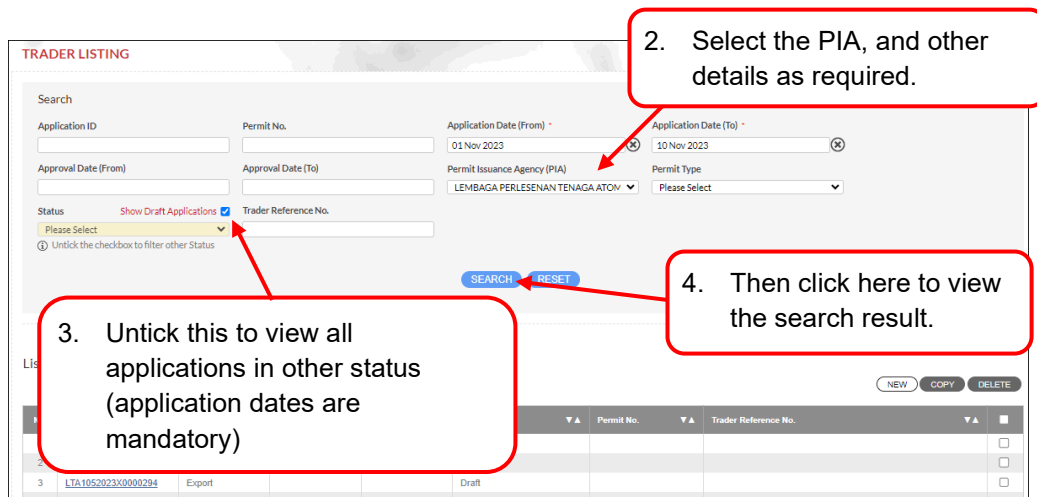 2. Select the PIA, and other
details as required.
TRADER LISTING
Search
Application ID
Permit No.
Application Date (From) *
Application Date (To) *
01 Nov 2023
10 Nov 2023
Approval Date (From)
Approval Date (To)
Permit Issuance Agency (PIA)
Permit Type
LEMBAGA PERLESENAN TENAGA ATOM
Please Select
Status
Show Draft Applications
Trader Reference No.
Please Select
Untick the checkbox to filter other Status
SEARCH
RESET
4. Then click here to view
the search result.
3. Untick this to view all
applications in other status
(application dates are
mandatory)
Lis
NEW
COPY
DELETE
Permit No.
Trader Reference No.
2
3 LTA1052023X0000294 Export Draft